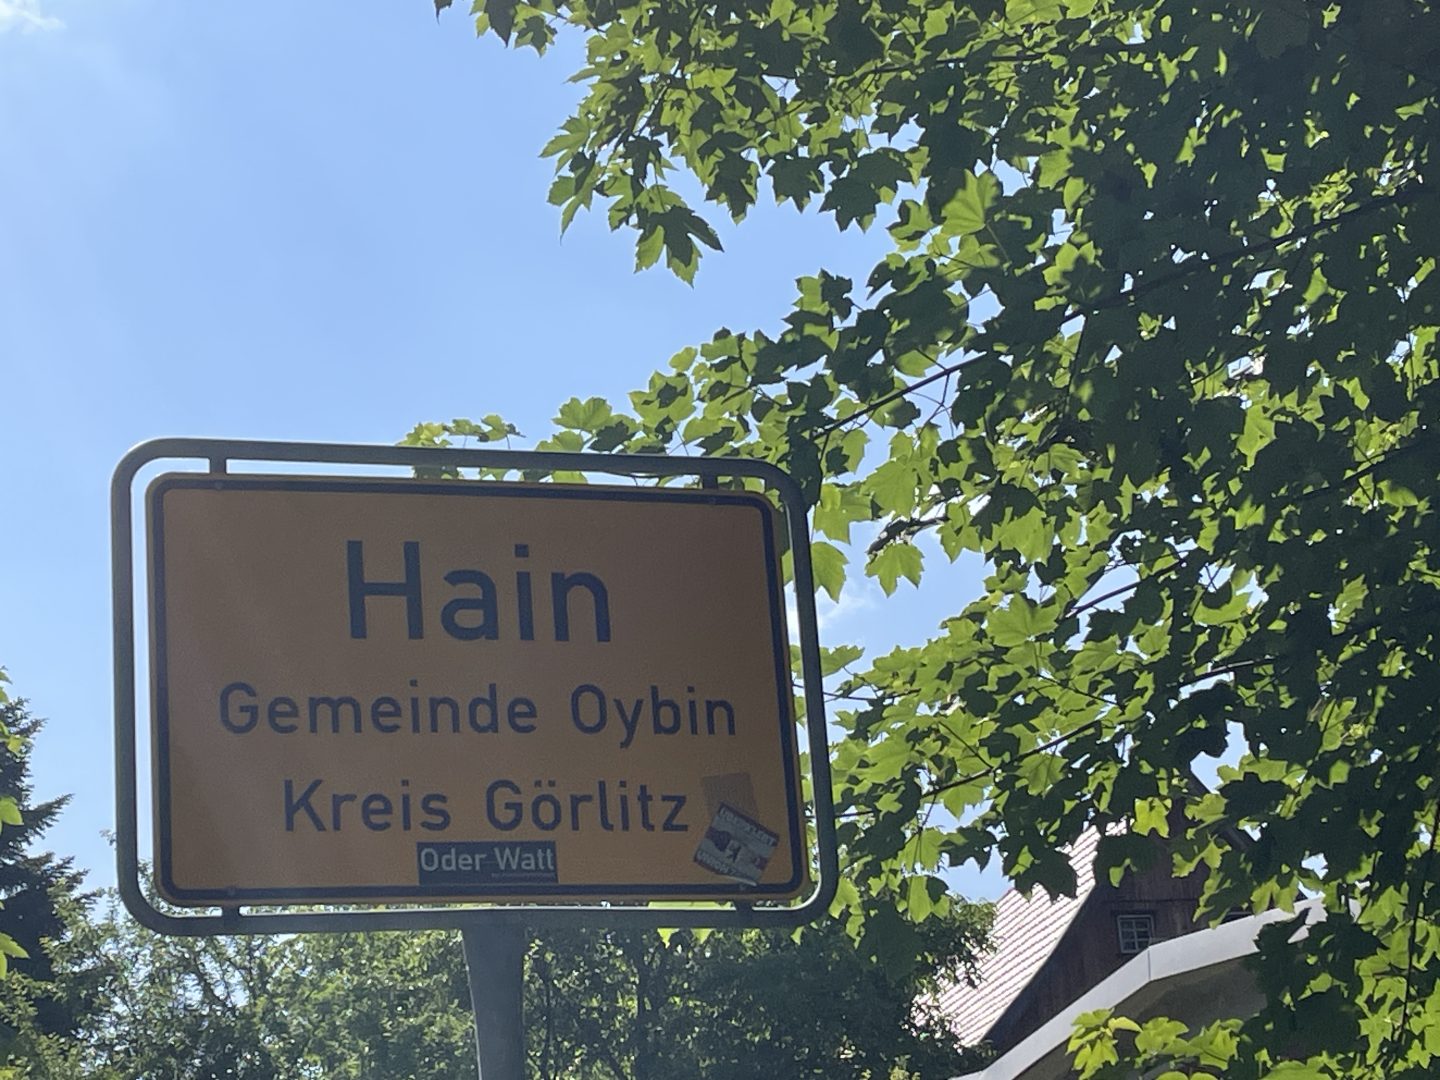 Hain
Gemeinde Oybin
Kreis Görlitz
Oder Watt